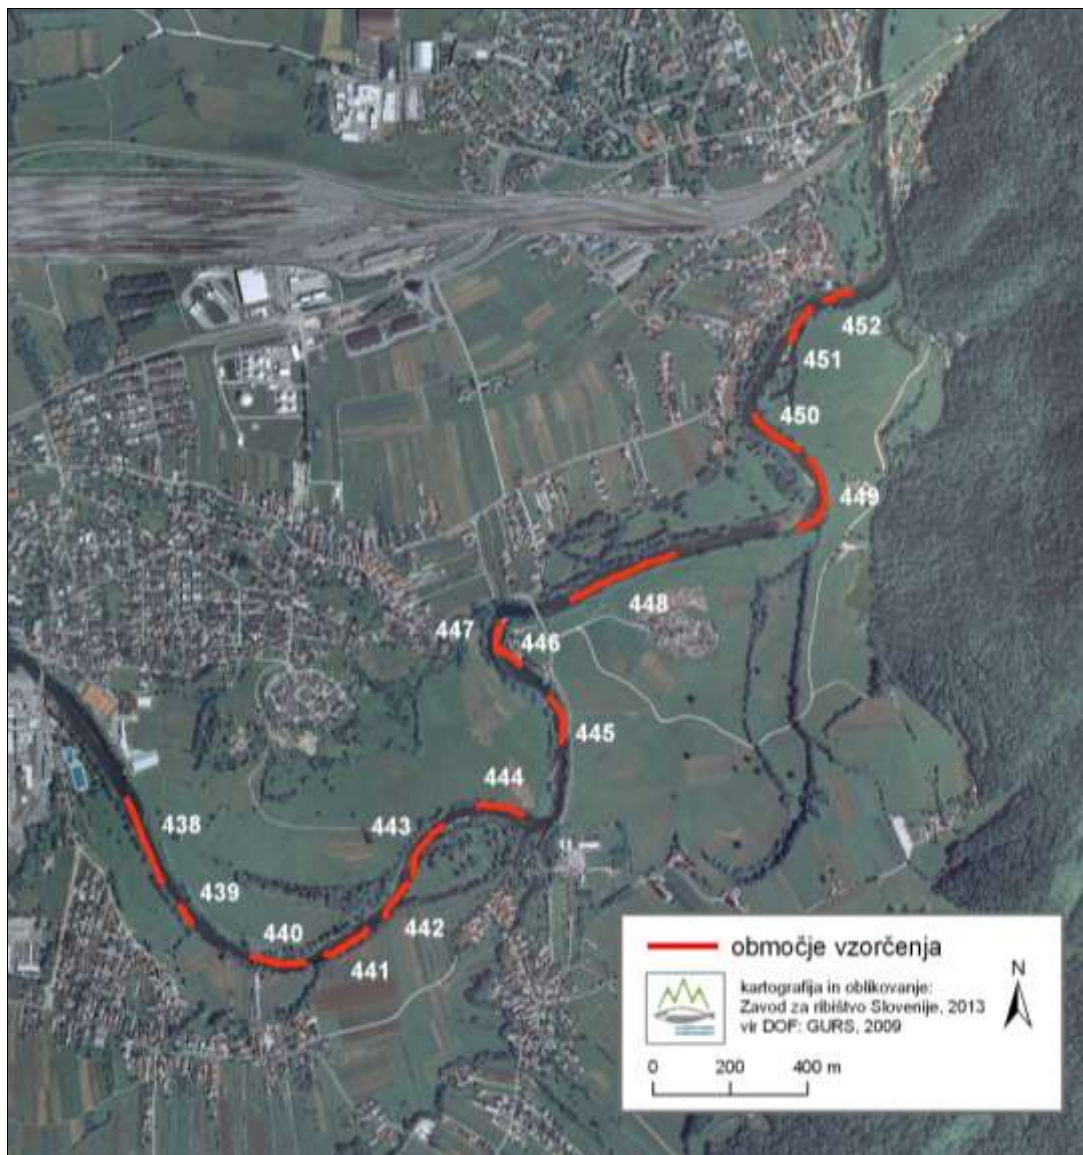 452
451
450
449
448
447
446
445
444
443
438
439
442
440
441
območje vzorčenja
N
kartografija in oblikovanje:
Zavod za ribištvo Slovenije, 2013
vir DOF: GURS, 2009
0 200 400 m